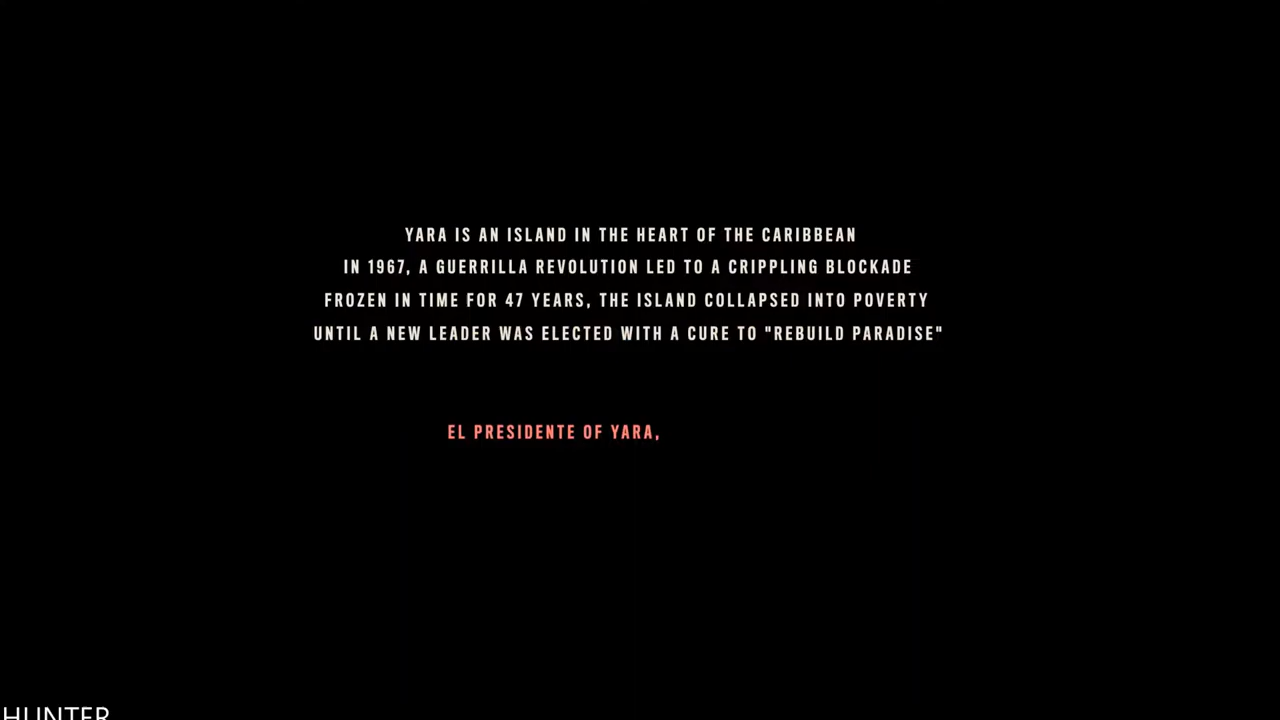 YARA IS AN ISLAND IN THE HEART OF THE CARIBBEAN
IN 1967, A GUERRILLA REVOLUTION LED TO A CRIPPLING BLOCKADE
FROZEN IN TIME FOR 47 YEARS, THE ISLAND COLLAPSED INTO POVERTY
UNTIL A NEW LEADER WAS ELECTED WITH A CURE TO "REBUILD PARADISE"
EL PRESIDENTE OF YARA,
HUNTER